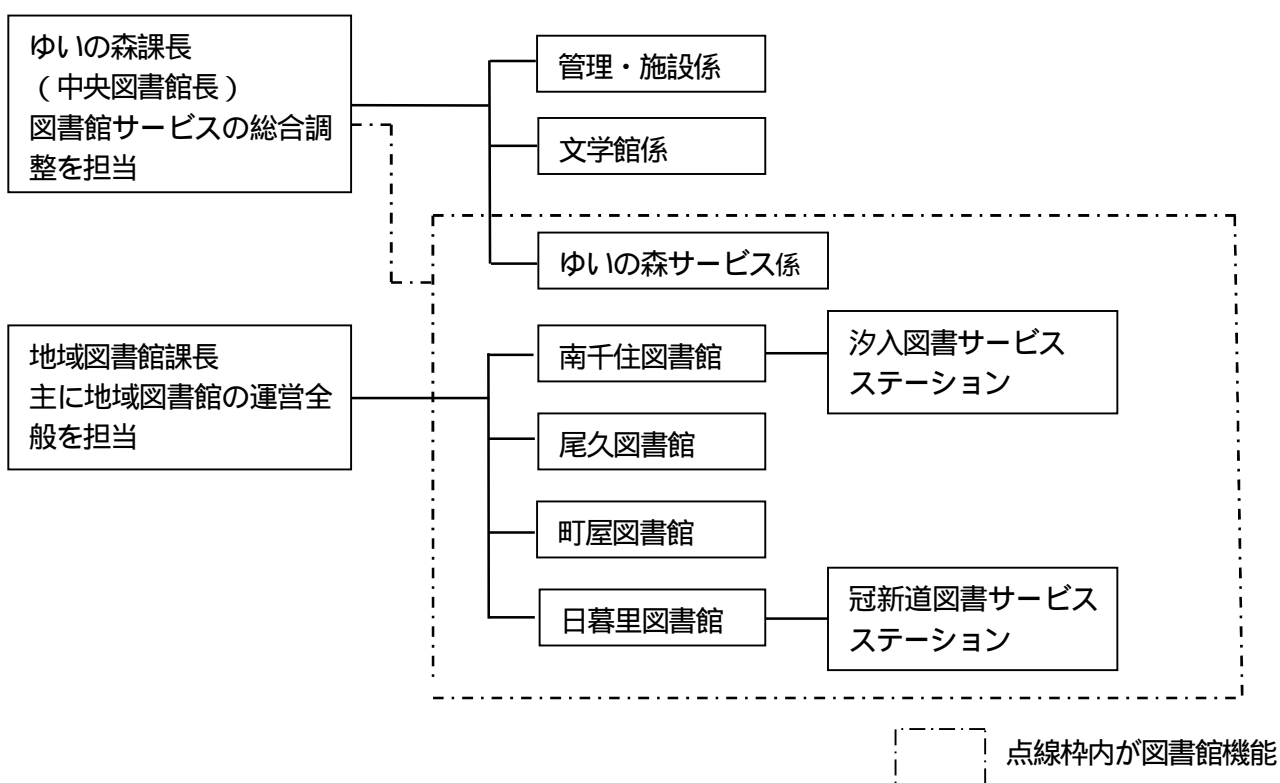 ゆいの森課長
（中央図書館長）
図書館サービスの総合調
整を担当
管理・施設係
文学館係
ゆいの森サービス係
地域図書館課長
主に地域図書館の運営全
般を担当
南千住図書館
汐入図書サービス
ステーション
尾久図書館
町屋図書館
日暮里図書館
冠新道図書サービス
ステーション
点線枠内が図書館機能